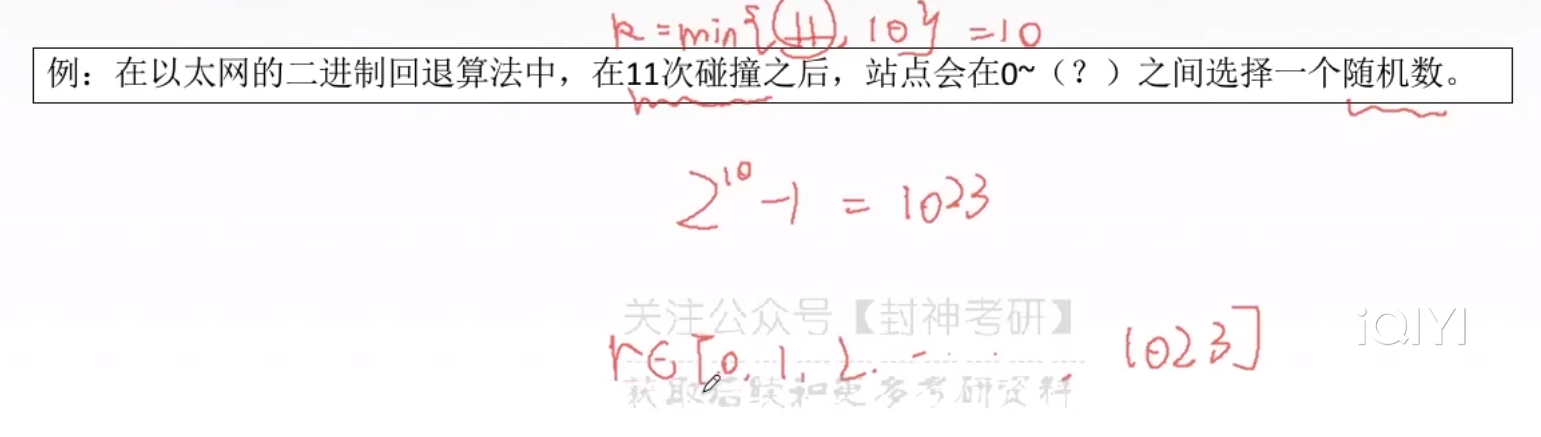 k = min{11, 10} = 10
例：在以太网的二进制回退算法中，在11次碰撞之后，站点会在0~（？）之间选择一个随机数。
2^10 - 1 = 1023
关注公众号【封神考研】
iQIYI
r∈[0, 1, 2. - . . . . 1023]
获取后续和更多考研资料